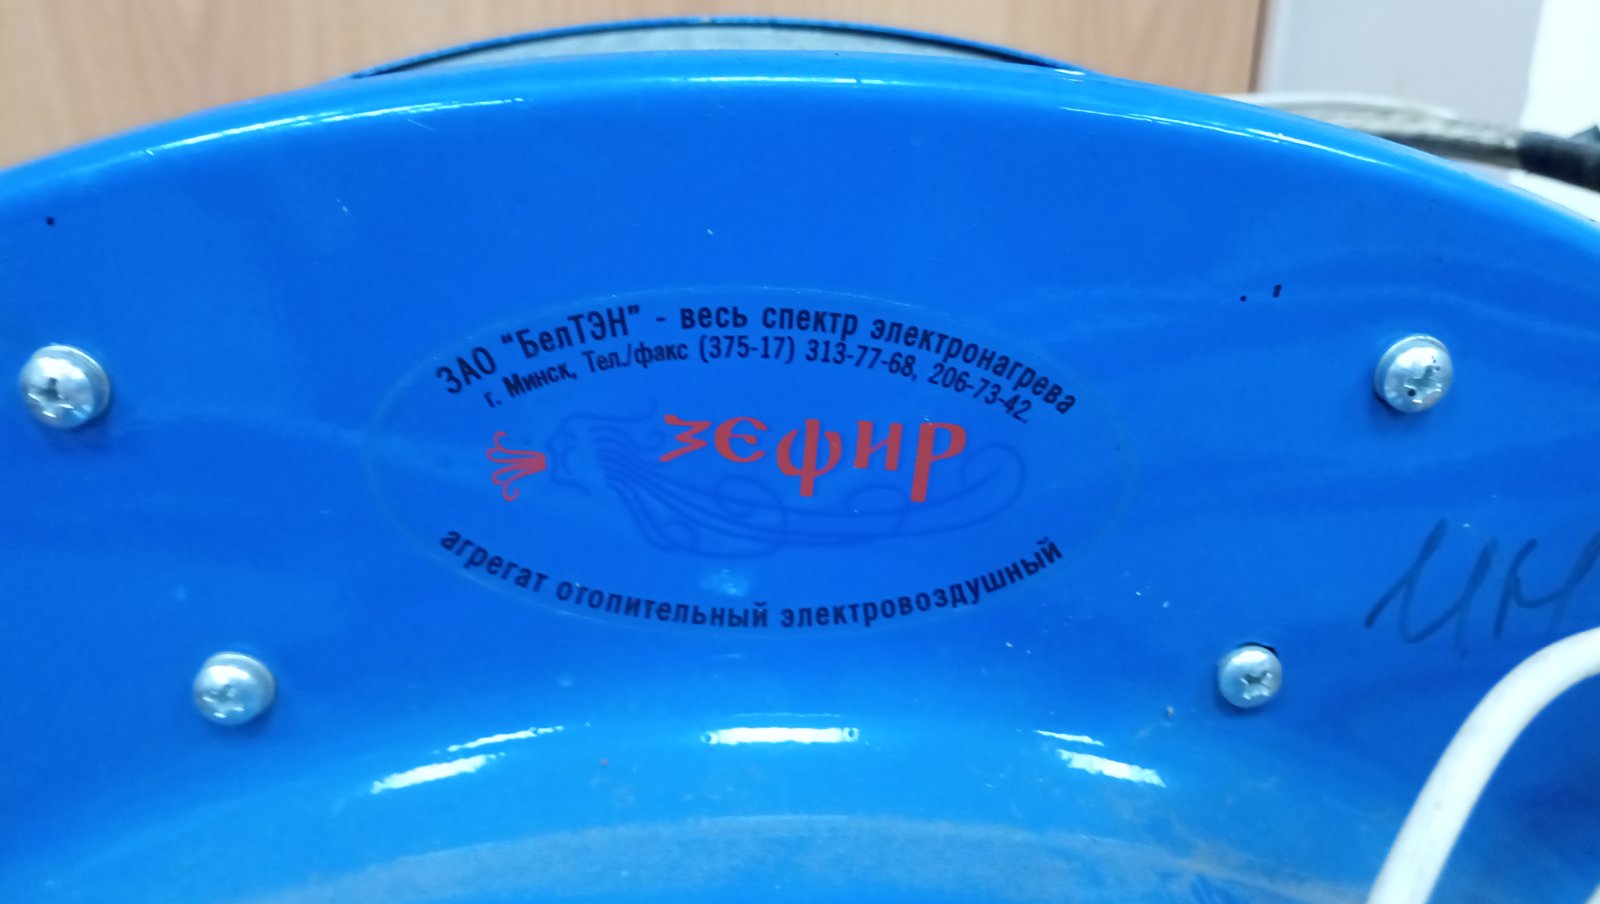 ЗАО "БелТЭН" - весь спектр электронагрева
г. Минск, Тел./факс (375-17) 313-77-68, 206-73-42
зефир
агрегат отопительный электровоздушный